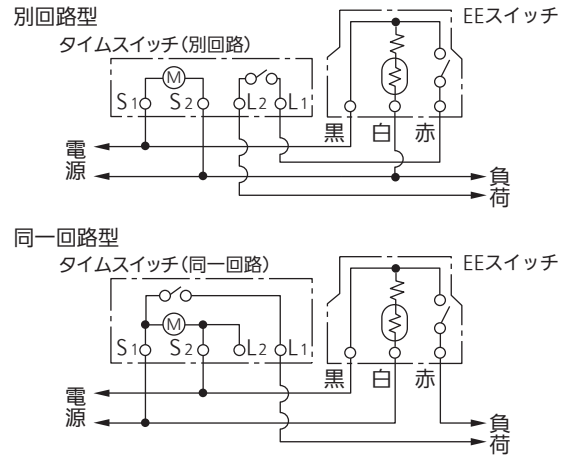 別回路型
EEスイッチ
タイムスイッチ(別回路)
M
S1 S2 L2 L1
黒 白 赤
電源
負荷
同一回路型
EEスイッチ
タイムスイッチ(同一回路)
M
S1 S2 L2 L1
黒 白 赤
電源
負荷